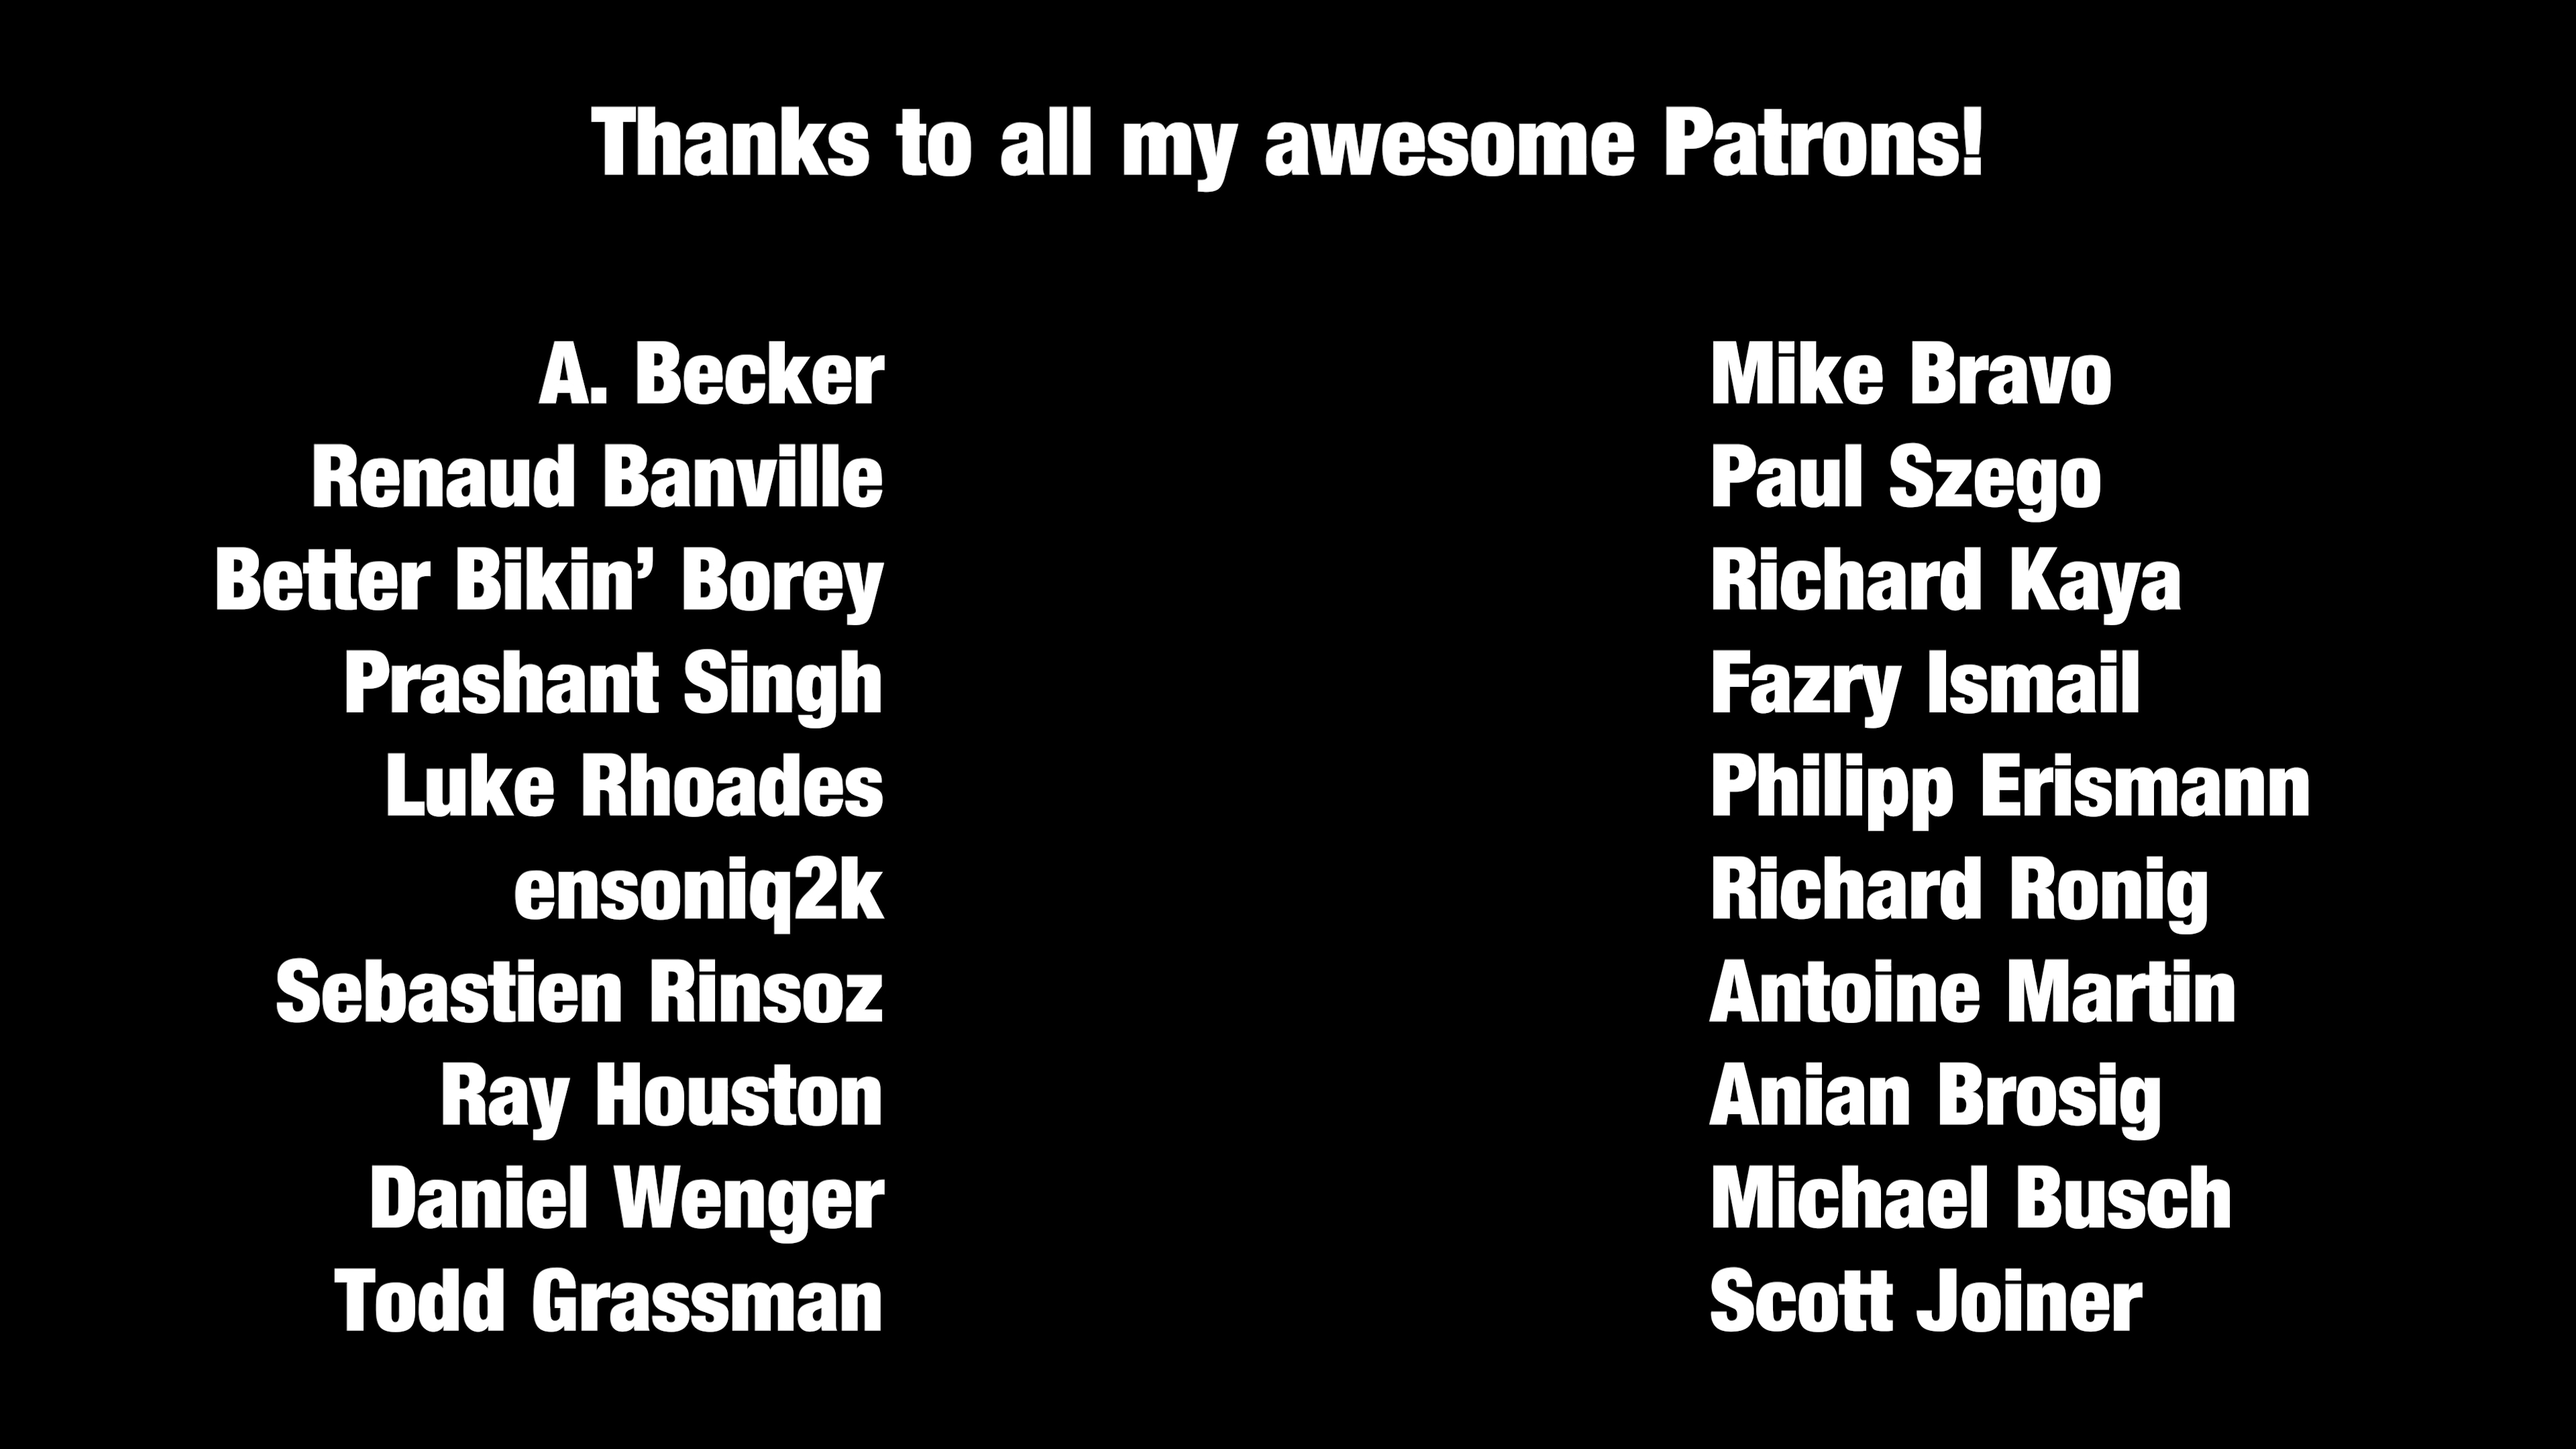 Thanks to all my awesome Patrons!
A. Becker
Renaud Banville
Better Bikin’ Borey
Prashant Singh
Luke Rhoades
ensoniq2k
Sebastien Rinsoz
Ray Houston
Daniel Wenger
Todd Grassman
Mike Bravo
Paul Szego
Richard Kaya
Fazry Ismail
Philipp Erismann
Richard Ronig
Antoine Martin
Anian Brosig
Michael Busch
Scott Joiner